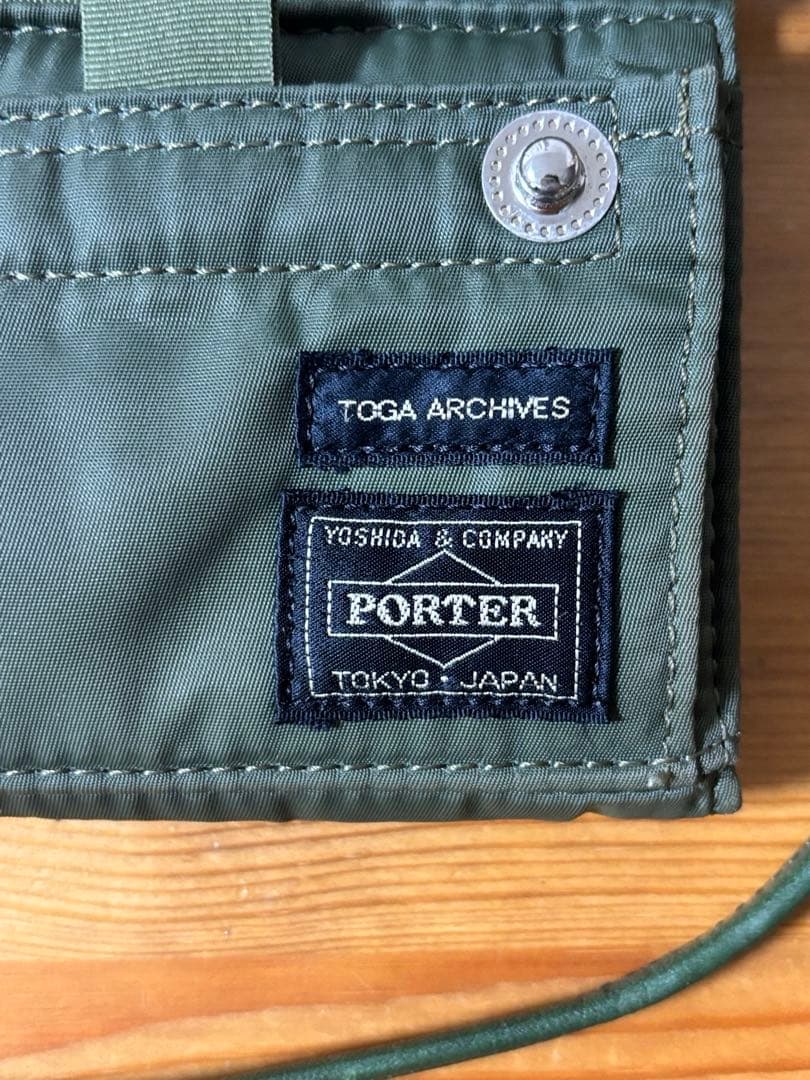 TOGA ARCHIVES
YOSHIDA & COMPANY
PORTER
TOKYO · JAPAN